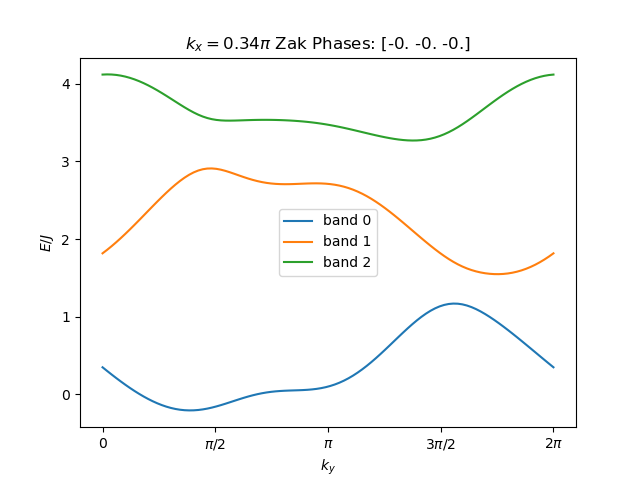 $k_x = 0.34\pi$ Zak Phases: [-0. -0. -0.]
4
3
2
1
0
E/J
band 0
band 1
band 2
0
π/2
π
3π/2
2π
$k_y$